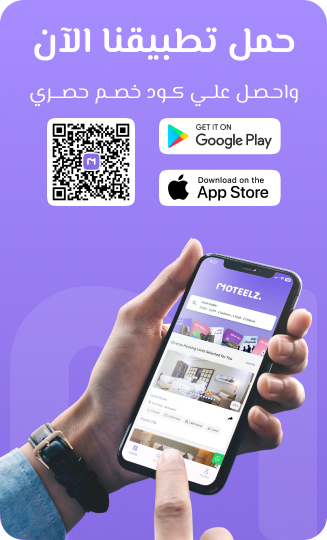 حمل تطبيقنا الآن
واحصل علي كود خصم حصري
GET IT ON
Google Play
Download on the
App Store
MOTEELZ.